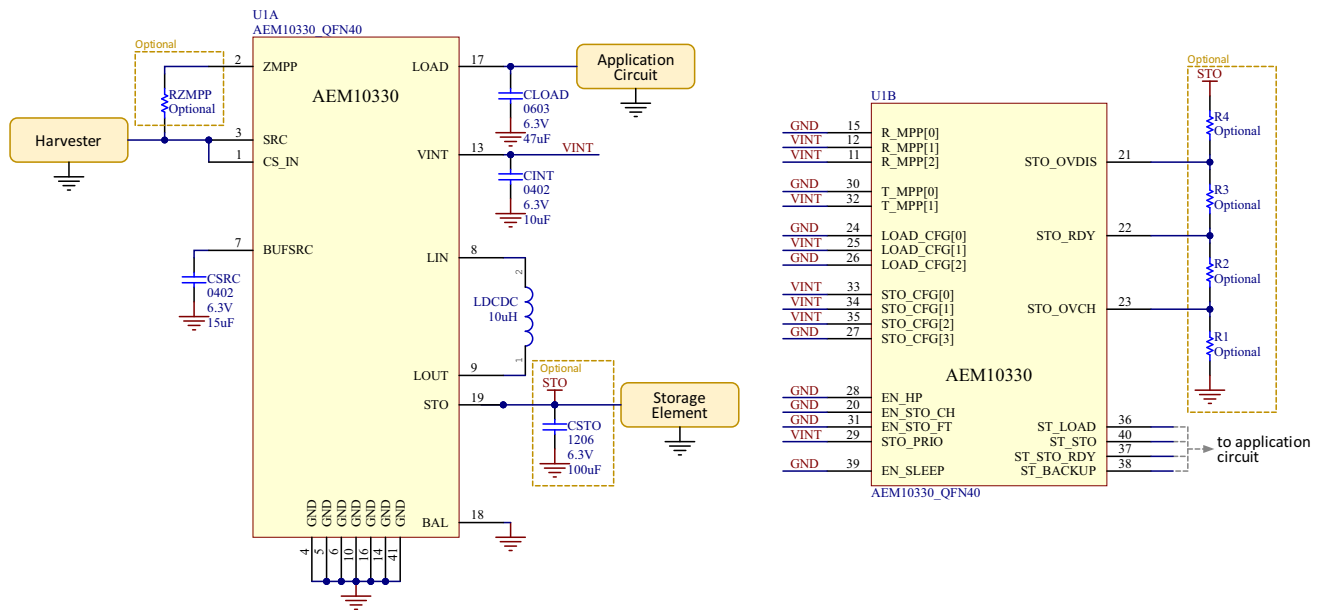 U1A
AEM10330_QFN40
Optional
RZMPP
Optional
2
ZMPP
Harvester
3
SRC
1
CS_IN
7
BUFSRC
CSRC
0402
6.3V
15uF
AEM10330
LOAD
17
Application
Circuit
CLOAD
0603
6.3V
47uF
VINT
13
VINT
CINT
0402
6.3V
10uF
LIN
8
2
LDCDC
10uH
1
LOUT
9
Optional
STO
STO
19
Storage
Element
CSTO
1206
6.3V
100uF
BAL
18
GND
GND
GND
GND
GND
GND
GND
4
5
6
10
16
14
41
U1B
GND 15 R_MPP[0]
VINT 12 R_MPP[1]
VINT 11 R_MPP[2]
GND 30 T_MPP[0]
VINT 32 T_MPP[1]
GND 24 LOAD_CFG[0]
VINT 25 LOAD_CFG[1]
GND 26 LOAD_CFG[2]
VINT 33 STO_CFG[0]
VINT 34 STO_CFG[1]
VINT 35 STO_CFG[2]
GND 27 STO_CFG[3]
AEM10330
GND 28 EN_HP
GND 20 EN_STO_CH
GND 31 EN_STO_FT
VINT 29 STO_PRIO
GND 39 EN_SLEEP
AEM10330_QFN40
STO_OVDIS 21
STO_RDY 22
STO_OVCH 23
ST_LOAD 36
ST_STO 40
ST_STO_RDY 37
ST_BACKUP 38
to application
circuit
Optional
STO
R4
Optional
R3
Optional
R2
Optional
R1
Optional